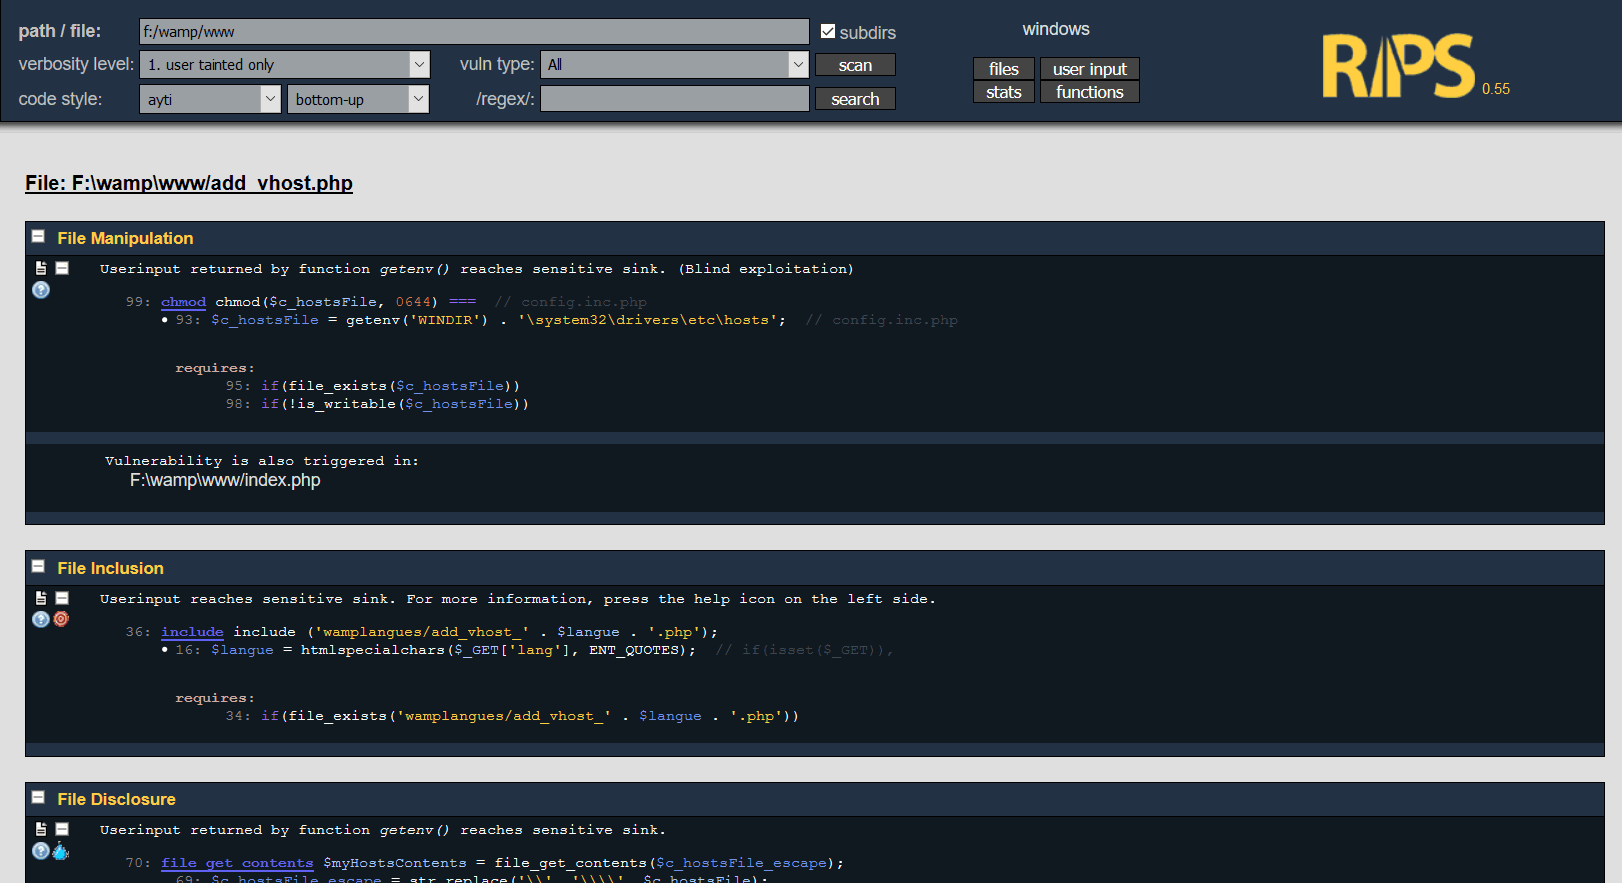 path / file: f:/wamp/www subdirs windows
verbosity level: 1. user tainted only vuln type: All scan files user input
code style: ayti bottom-up /regex/: search stats functions
RIPS 0.55
File: F:\wamp\www/add_vhost.php
File Manipulation
Userinput returned by function getenv() reaches sensitive sink. (Blind exploitation)
99: chmod chmod($c_hostsFile, 0644) === // config.inc.php
• 93: $c_hostsFile = getenv('WINDIR') . '\system32\drivers\etc\hosts'; // config.inc.php
requires:
95: if(file_exists($c_hostsFile))
98: if(!is_writable($c_hostsFile))
Vulnerability is also triggered in:
F:\wamp\www/index.php
File Inclusion
Userinput reaches sensitive sink. For more information, press the help icon on the left side.
36: include include ('wamplangues/add_vhost_' . $langue . '.php');
• 16: $langue = htmlspecialchars($_GET['lang'], ENT_QUOTES); // if(isset($_GET)),
requires:
34: if(file_exists('wamplangues/add_vhost_' . $langue . '.php'))
File Disclosure
Userinput returned by function getenv() reaches sensitive sink.
70: file_get_contents $myHostsContents = file_get_contents($c_hostsFile_escape);
69: $c_hostsFile_escape = str_replace('\\', '\\\\', $c_hostsFile);